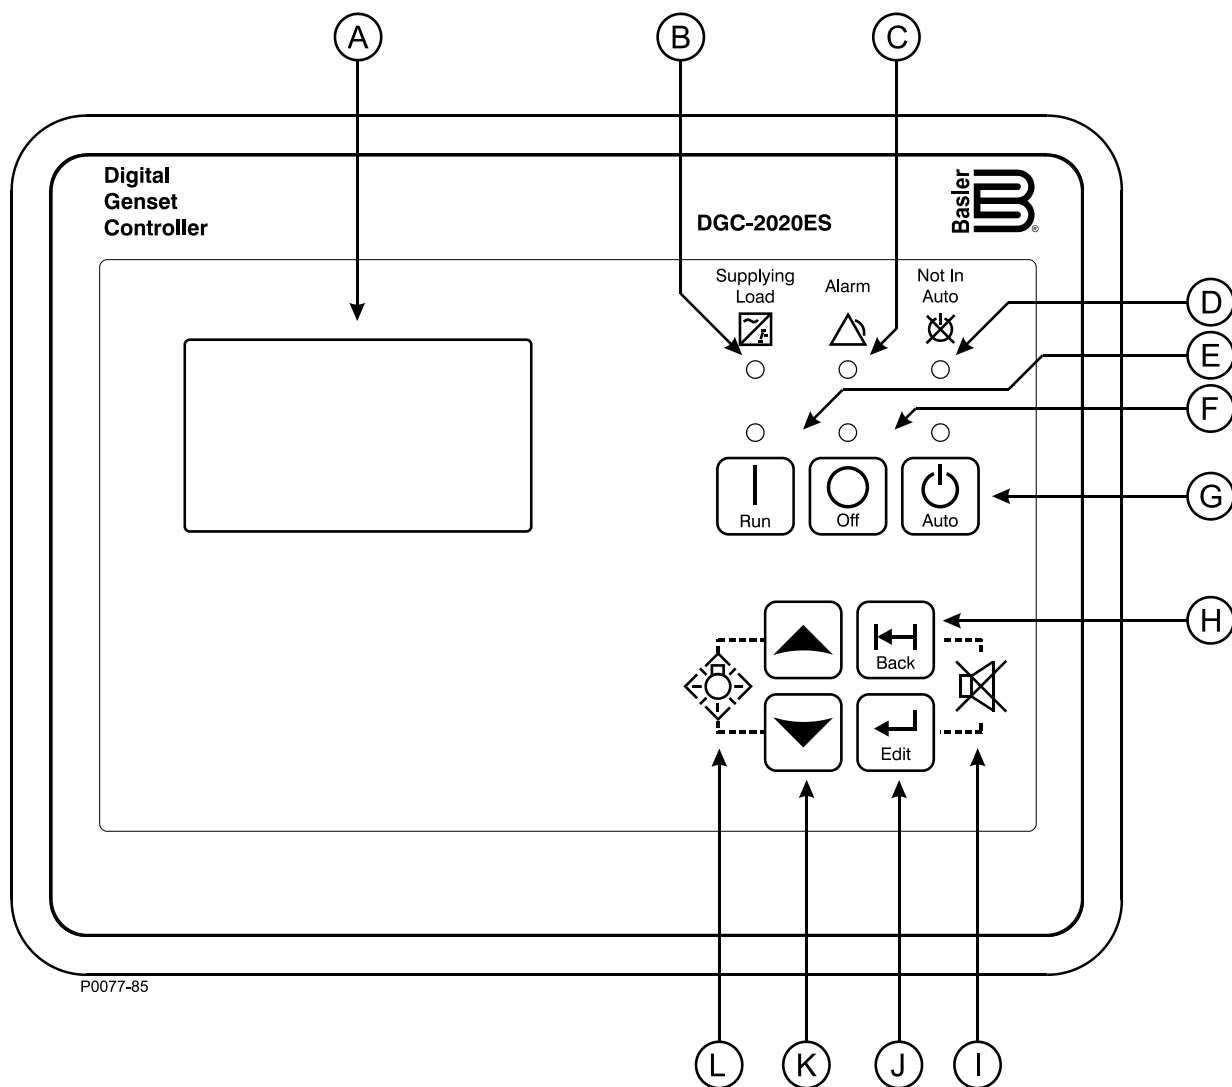 A
B
C
Digital
Genset
Controller
DGC-2020ES
Basler
®
Supplying
Load
Alarm
Not In
Auto
D
E
F
Run
Off
Auto
G
H
Back
Edit
P0077-85
L
K
J
I